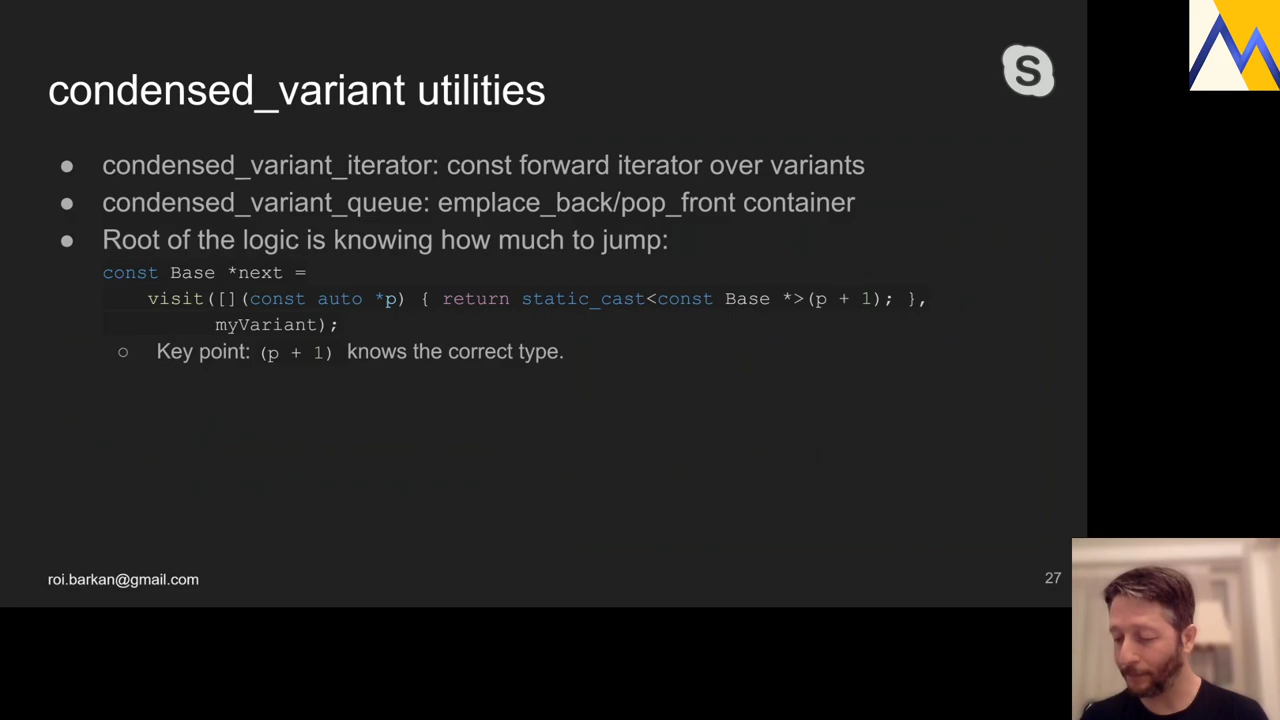 S
condensed_variant utilities
● condensed_variant_iterator: const forward iterator over variants
● condensed_variant_queue: emplace_back/pop_front container
● Root of the logic is knowing how much to jump:
const Base *next =
visit([](const auto *p) { return static_cast<const Base *>(p + 1); },
myVariant);
○ Key point: (p + 1) knows the correct type.
roi.barkan@gmail.com
27